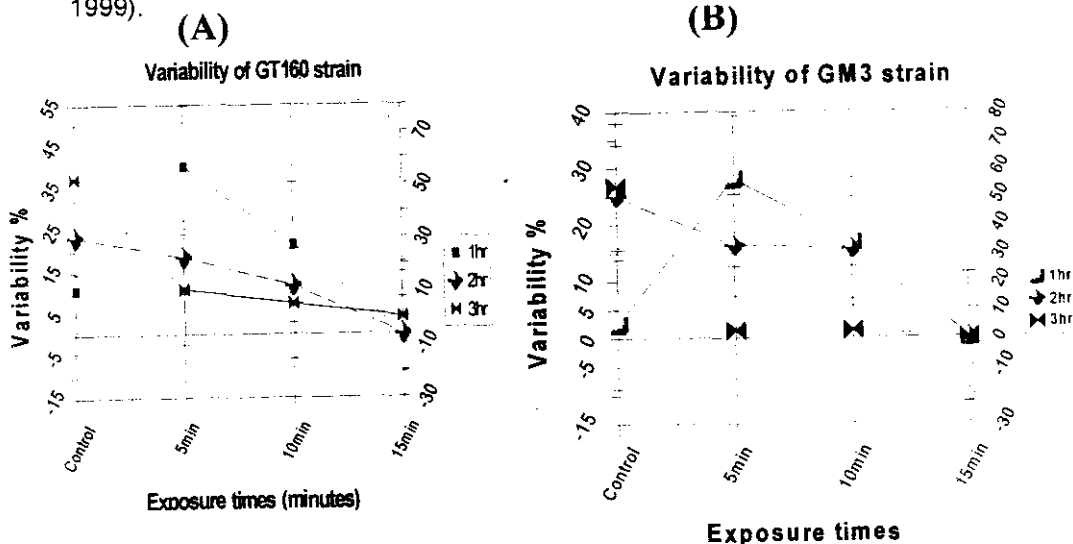 1999).
(A)
Variability of GT160 strain
Variability %
55
45
35
25
15
5
-5
-15
70
50
30
10
-10
-30
Control
5min
10min
15min
1hr
2hr
3hr
Exposure times (minutes)
(B)
Variability of GM3 strain
Variability %
40
30
20
10
5
0
-5
-15
80
70
60
50
40
30
20
10
0
-10
-30
Control
5min
10min
15min
1hr
2hr
3hr
Exposure times